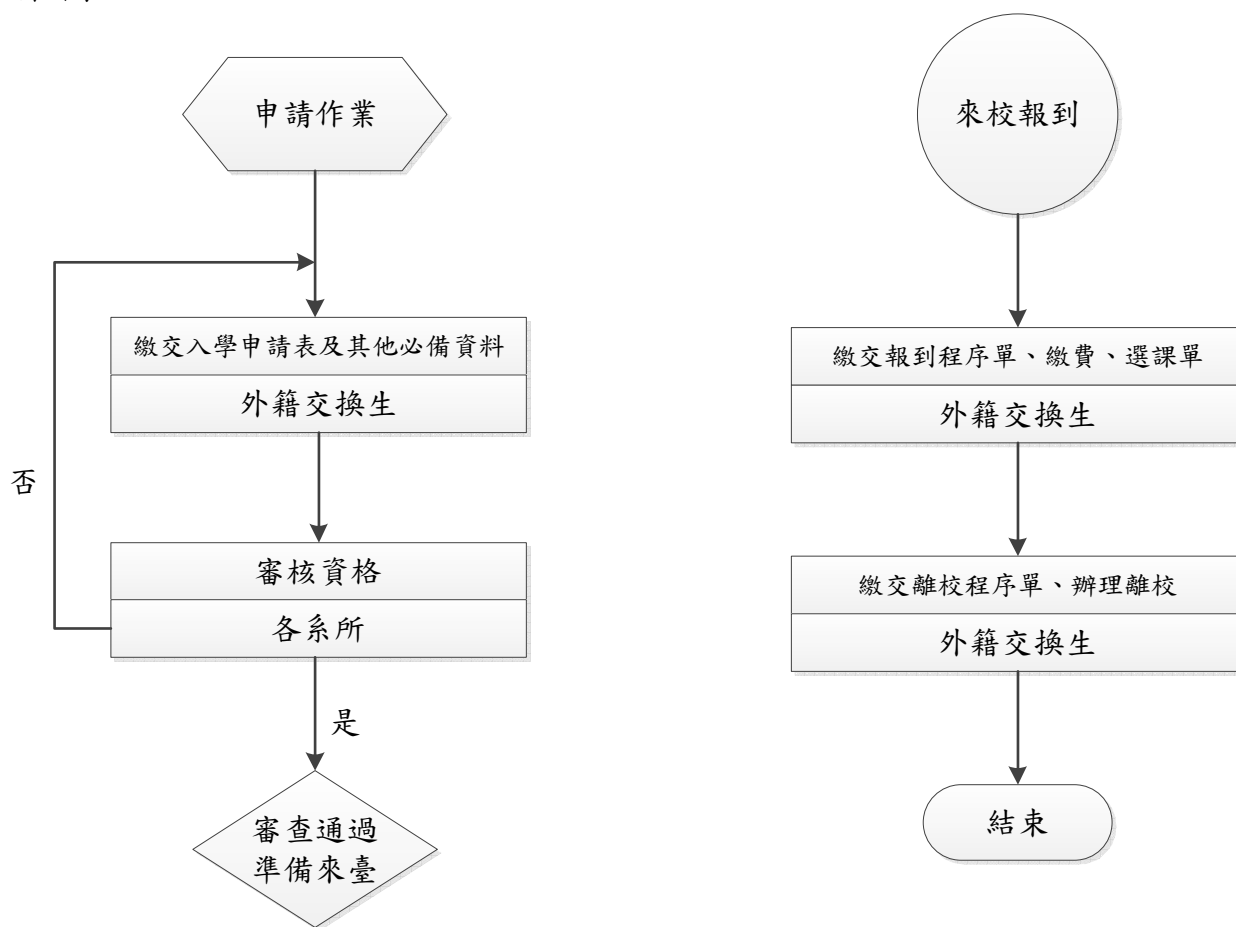 申請作業
繳交入學申請表及其他必備資料
外籍交換生
否
審核資格
各系所
是
審查通過
準備來臺
來校報到
繳交報到程序單、繳費、選課單
外籍交換生
繳交離校程序單、辦理離校
外籍交換生
結束